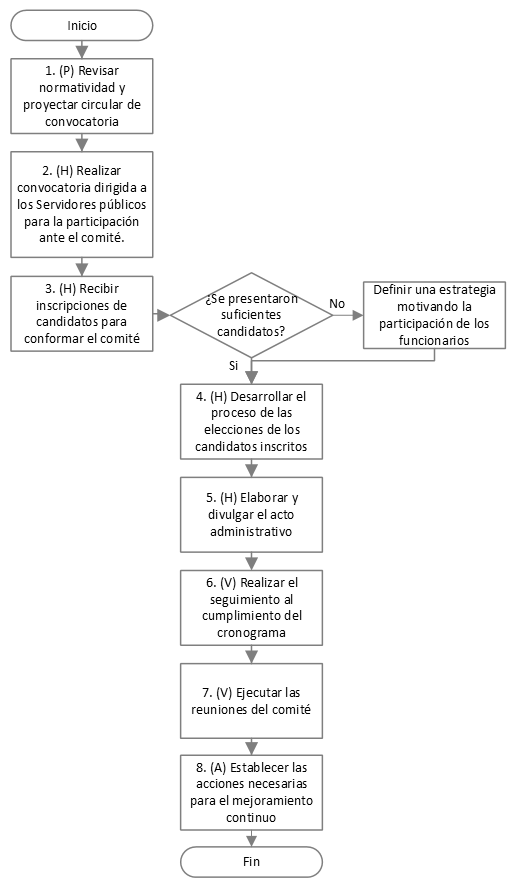 Inicio
1. (P) Revisar
normatividad y
proyectar circular de
convocatoria
2. (H) Realizar
convocatoria dirigida a
los Servidores públicos
para la participación
ante el comité.
3. (H) Recibir
inscripciones de
candidatos para
conformar el comité
¿Se presentaron
suficientes
candidatos?
No
Definir una estrategia
motivando la
participación de los
funcionarios
Si
4. (H) Desarrollar el
proceso de las
elecciones de los
candidatos inscritos
5. (H) Elaborar y
divulgar el acto
administrativo
6. (V) Realizar el
seguimiento al
cumplimiento del
cronograma
7. (V) Ejecutar las
reuniones del comité
8. (A) Establecer las
acciones necesarias
para el mejoramiento
continuo
Fin